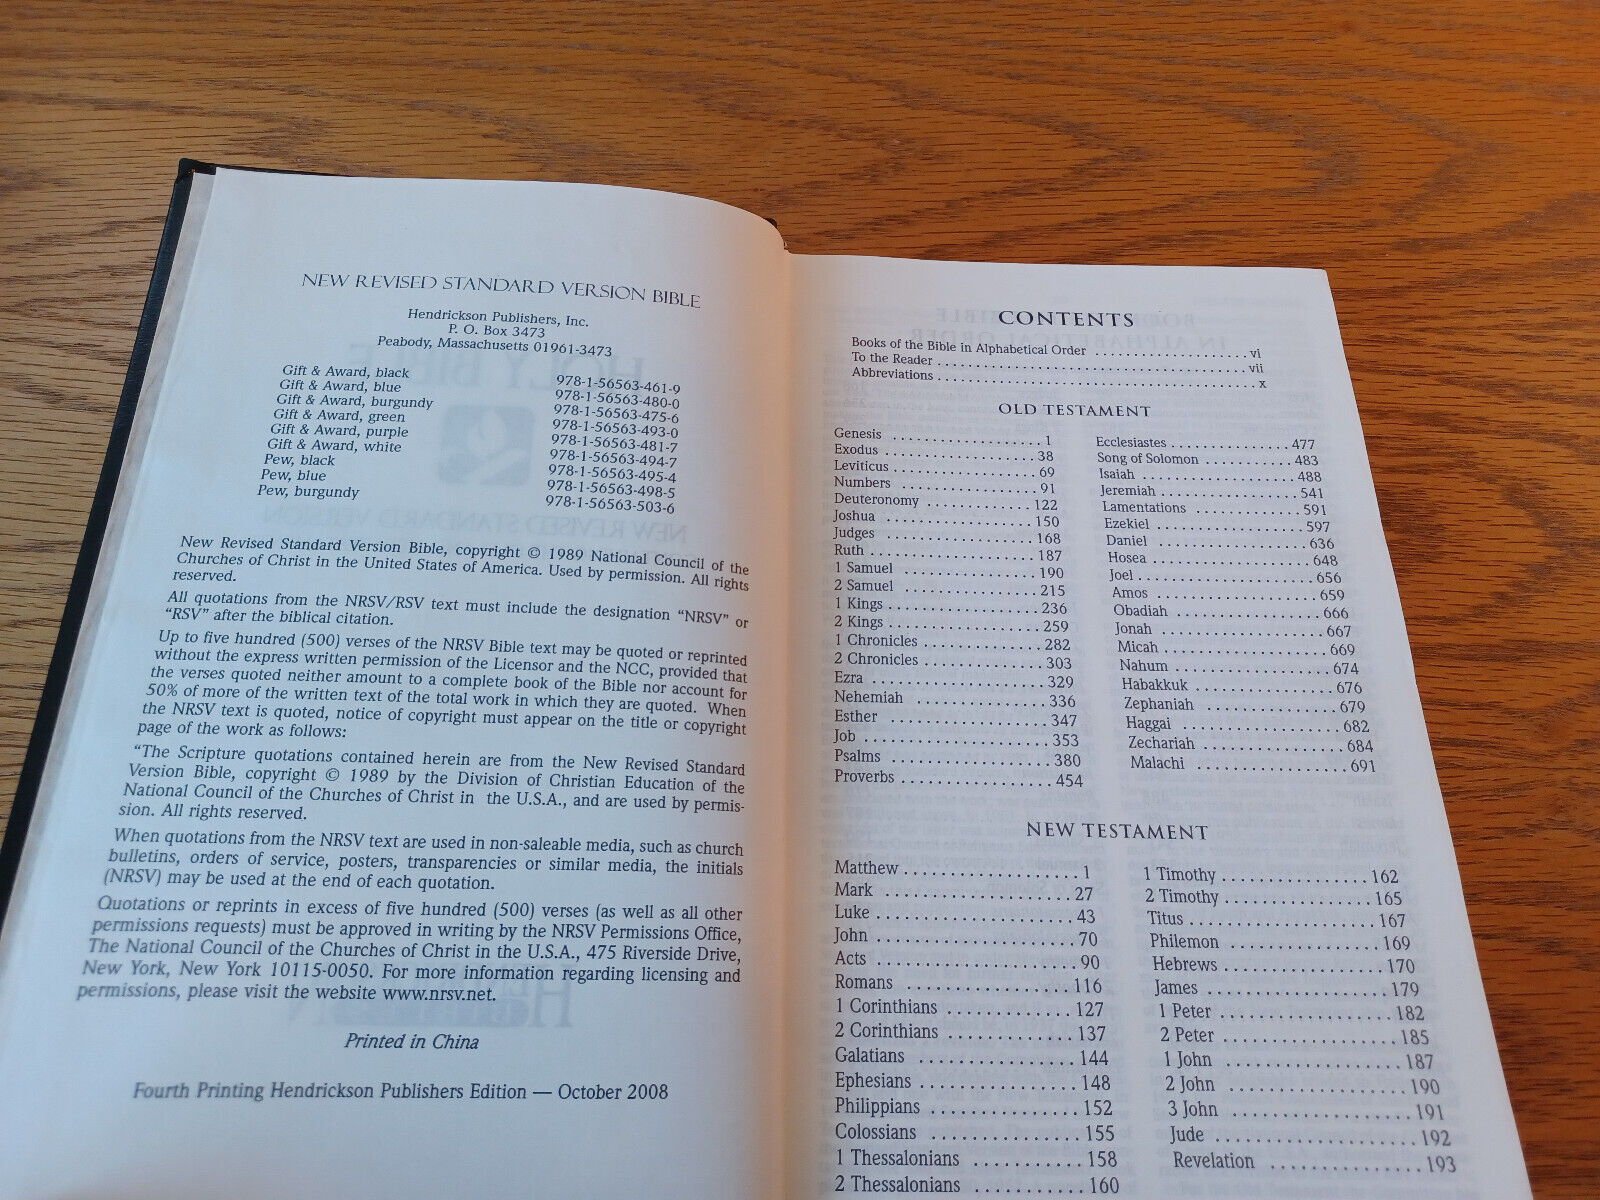 NEW REVISED STANDARD VERSION BIBLE
Hendrickson Publishers, Inc.
P. O. Box 3473
Peabody, Massachusetts 01961-3473
Gift & Award, black 978-1-56563-461-9
Gift & Award, blue 978-1-56563-480-0
Gift & Award, burgundy 978-1-56563-475-6
Gift & Award, green 978-1-56563-493-0
Gift & Award, purple 978-1-56563-481-7
Gift & Award, white 978-1-56563-494-7
Pew, black 978-1-56563-495-4
Pew, blue 978-1-56563-498-5
Pew, burgundy 978-1-56563-503-6
New Revised Standard Version Bible, copyright © 1989 National Council of the
Churches of Christ in the United States of America. Used by permission. All rights
reserved.
All quotations from the NRSV/RSV text must include the designation “NRSV” or
“RSV” after the biblical citation.
Up to five hundred (500) verses of the NRSV Bible text may be quoted or reprinted
without the express written permission of the Licensor and the NCC, provided that
the verses quoted neither amount to a complete book of the Bible nor account for
50% of more of the written text of the total work in which they are quoted. When
the NRSV text is quoted, notice of copyright must appear on the title or copyright
page of the work as follows:
“The Scripture quotations contained herein are from the New Revised Standard
Version Bible, copyright © 1989 by the Division of Christian Education of the
National Council of the Churches of Christ in the U.S.A., and are used by permis-
sion. All rights reserved.
When quotations from the NRSV text are used in non-saleable media, such as church
bulletins, orders of service, posters, transparencies or similar media, the initials
(NRSV) may be used at the end of each quotation.
Quotations or reprints in excess of five hundred (500) verses (as well as all other
permissions requests) must be approved in writing by the NRSV Permissions Office,
The National Council of the Churches of Christ in the U.S.A., 475 Riverside Drive,
New York, New York 10115-0050. For more information regarding licensing and
permissions, please visit the website www.nrsv.net.
Printed in China
Fourth Printing Hendrickson Publishers Edition — October 2008
CONTENTS
Books of the Bible in Alphabetical Order . . . . . vi
To the Reader . . . . . vii
Abbreviations . . . . . x
OLD TESTAMENT
Genesis . . . . . 1
Exodus . . . . . 38
Leviticus . . . . . 69
Numbers . . . . . 91
Deuteronomy . . . . . 122
Joshua . . . . . 150
Judges . . . . . 168
Ruth . . . . . 187
1 Samuel . . . . . 190
2 Samuel . . . . . 215
1 Kings . . . . . 236
2 Kings . . . . . 259
1 Chronicles . . . . . 282
2 Chronicles . . . . . 303
Ezra . . . . . 329
Nehemiah . . . . . 336
Esther . . . . . 347
Job . . . . . 353
Psalms . . . . . 380
Proverbs . . . . . 454
Ecclesiastes . . . . . 477
Song of Solomon . . . . . 483
Isaiah . . . . . 488
Jeremiah . . . . . 541
Lamentations . . . . . 591
Ezekiel . . . . . 597
Daniel . . . . . 636
Hosea . . . . . 648
Joel . . . . . 656
Amos . . . . . 659
Obadiah . . . . . 666
Jonah . . . . . 667
Micah . . . . . 669
Nahum . . . . . 674
Habakkuk . . . . . 676
Zephaniah . . . . . 679
Haggai . . . . . 682
Zechariah . . . . . 684
Malachi . . . . . 691
NEW TESTAMENT
Matthew . . . . . 1
Mark . . . . . 27
Luke . . . . . 43
John . . . . . 70
Acts . . . . . 90
Romans . . . . . 116
1 Corinthians . . . . . 127
2 Corinthians . . . . . 137
Galatians . . . . . 144
Ephesians . . . . . 148
Philippians . . . . . 152
Colossians . . . . . 155
1 Thessalonians . . . . . 158
2 Thessalonians . . . . . 160
1 Timothy . . . . . 162
2 Timothy . . . . . 165
Titus . . . . . 167
Philemon . . . . . 169
Hebrews . . . . . 170
James . . . . . 179
1 Peter . . . . . 182
2 Peter . . . . . 185
1 John . . . . . 187
2 John . . . . . 190
3 John . . . . . 191
Jude . . . . . 192
Revelation . . . . . 193